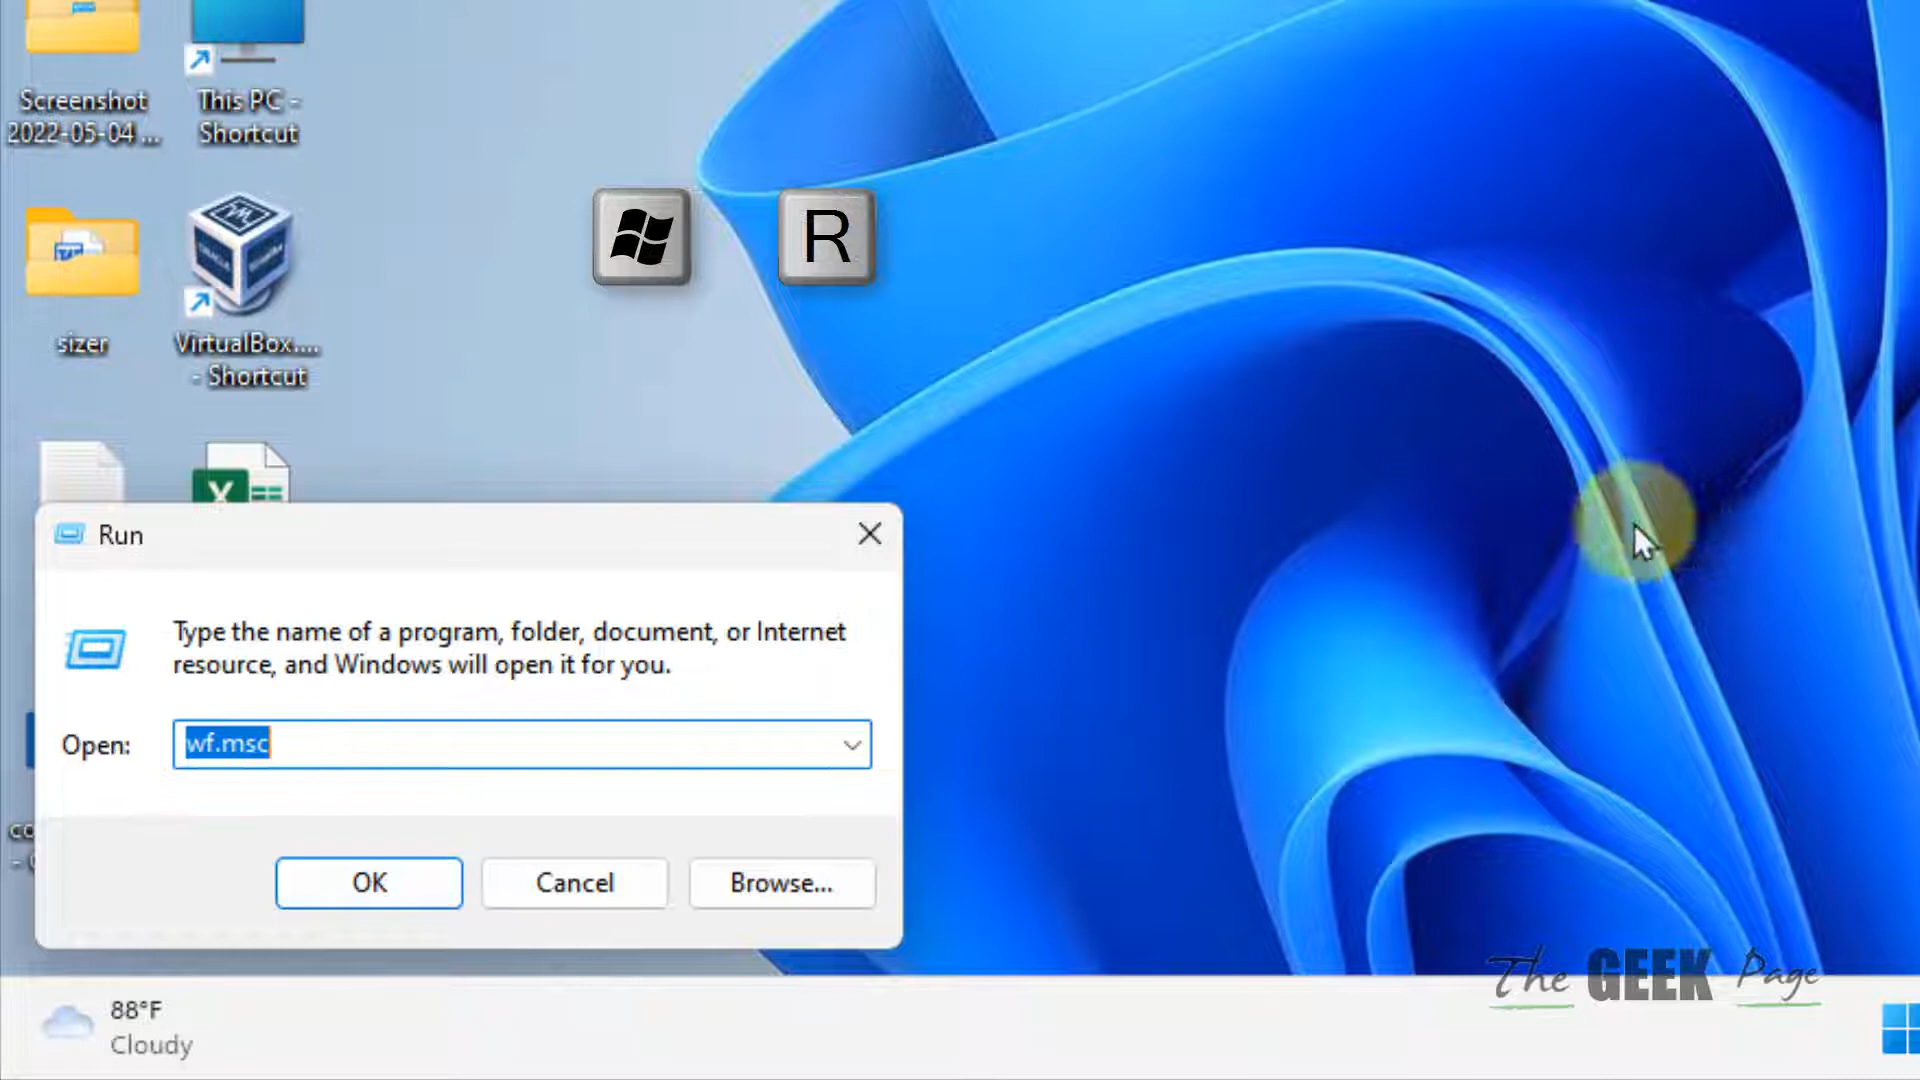 Screenshot
2022-05-04 ...
This PC -
Shortcut
sizer
VirtualBox....
- Shortcut
R
Run
Type the name of a program, folder, document, or Internet
resource, and Windows will open it for you.
Open:
wf.msc
OK
Cancel
Browse...
The GEEK Page
88°F
Cloudy